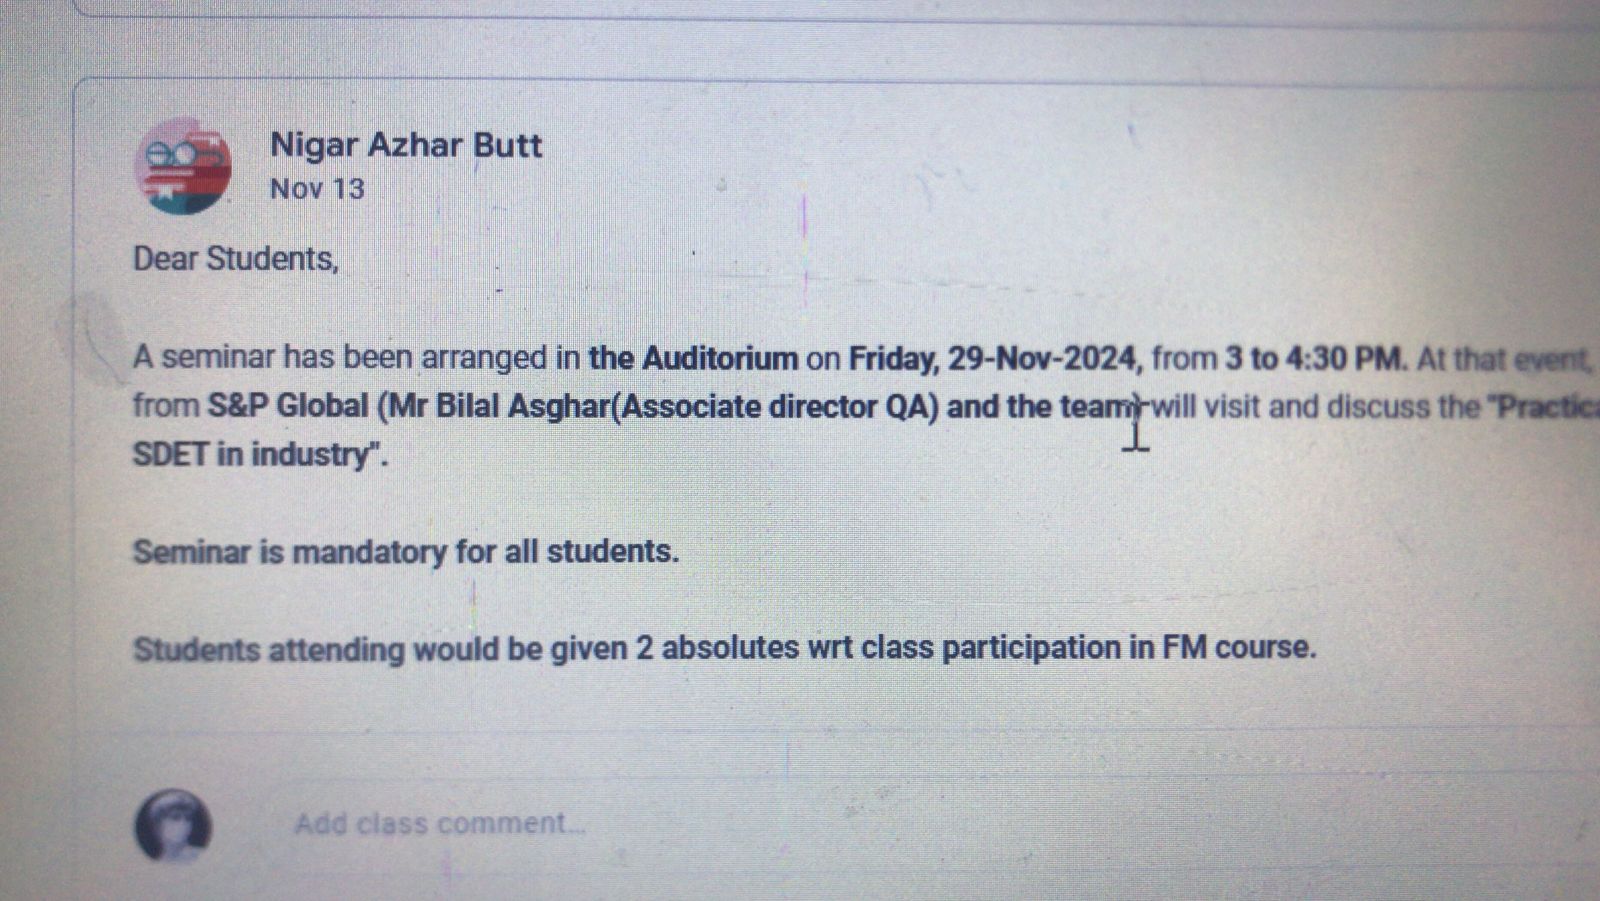 Nigar Azhar Butt
Nov 13
Dear Students,
A seminar has been arranged in the Auditorium on Friday, 29-Nov-2024, from 3 to 4:30 PM. At that event,
from S&P Global (Mr Bilal Asghar(Associate director QA) and the team) will visit and discuss the "Practica
SDET in industry".
Seminar is mandatory for all students.
Students attending would be given 2 absolutes wrt class participation in FM course.
Add class comment...